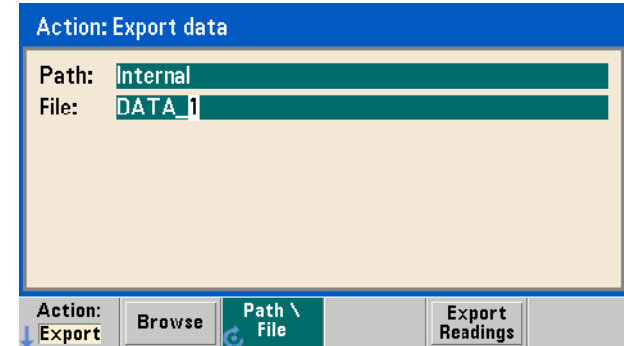 Action: Export data
Path: Internal
File: DATA_1
Action:
Export
Browse
Path \
File
Export
Readings